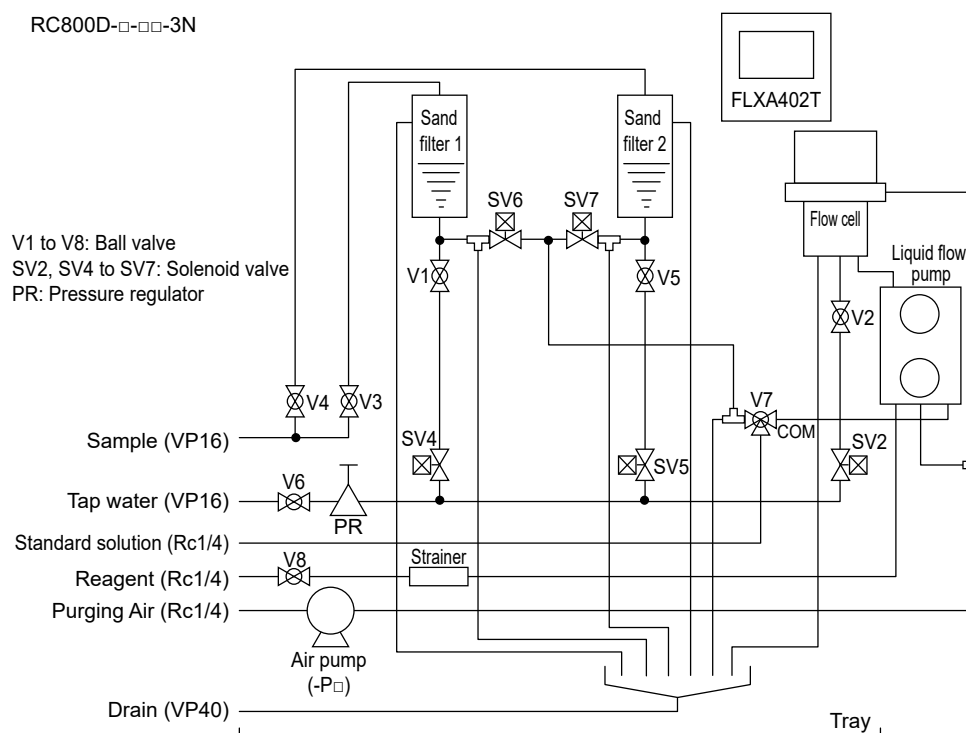 RC800D-□-□□-3N
FLXA402T
Sand
filter 1
Sand
filter 2
SV6
SV7
Flow cell
V1 to V8: Ball valve
SV2, SV4 to SV7: Solenoid valve
PR: Pressure regulator
Liquid flow
pump
V1
V5
V2
V4
V3
V7
COM
Sample (VP16)
SV4
SV5
SV2
V6
Tap water (VP16)
PR
Standard solution (Rc1/4)
V8
Strainer
Reagent (Rc1/4)
Purging Air (Rc1/4)
Air pump
(-P□)
Drain (VP40)
Tray